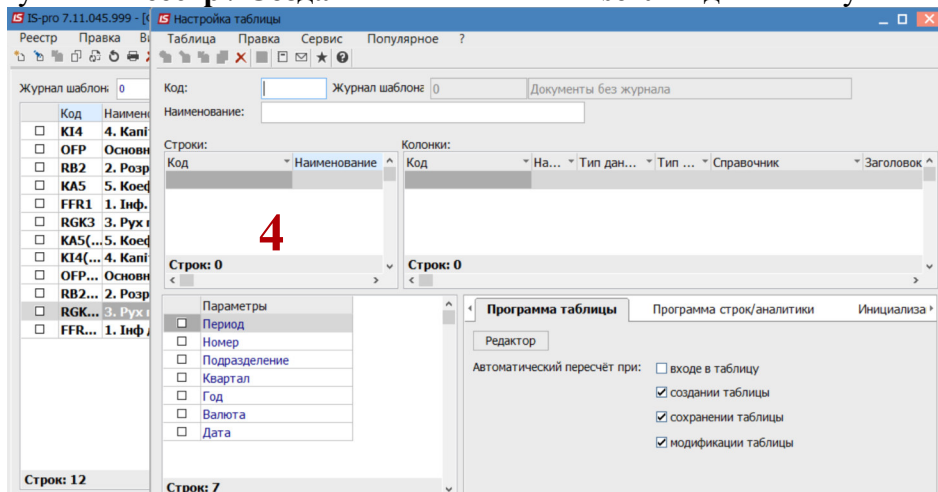 IS-pro 7.11.045.999 - [
Реестр Правка
Журнал шаблон 0
Код Наимен
KI4 4. Капі
OFP Основн
RB2 2. Розр
KA5 5. Коеф
FFR1 1. Інф.
RGK3 3. Рух
KA5(... 5. Коеф
KI4(... 4. Капі
OFP... Основн
RB2... 2. Розр
RGK... 3. Рух
FFR... 1. Інф
Строк: 12
Настройка таблицы
Таблица Правка Сервис Популярное ?
Код: Журнал шаблона 0 Документы без журнала
Наименование:
Строки:
Код Наименование
4
Строк: 0
Колонки:
Код На... Тип дан... Тип ... Справочник Заголовок
Строк: 0
Параметры
Период
Номер
Подразделение
Квартал
Год
Валюта
Дата
Строк: 7
Программа таблицы Программа строк/аналитики Инициализа
Редактор
Автоматический пересчёт при: входе в таблицу
создании таблицы
сохранении таблицы
модификации таблицы